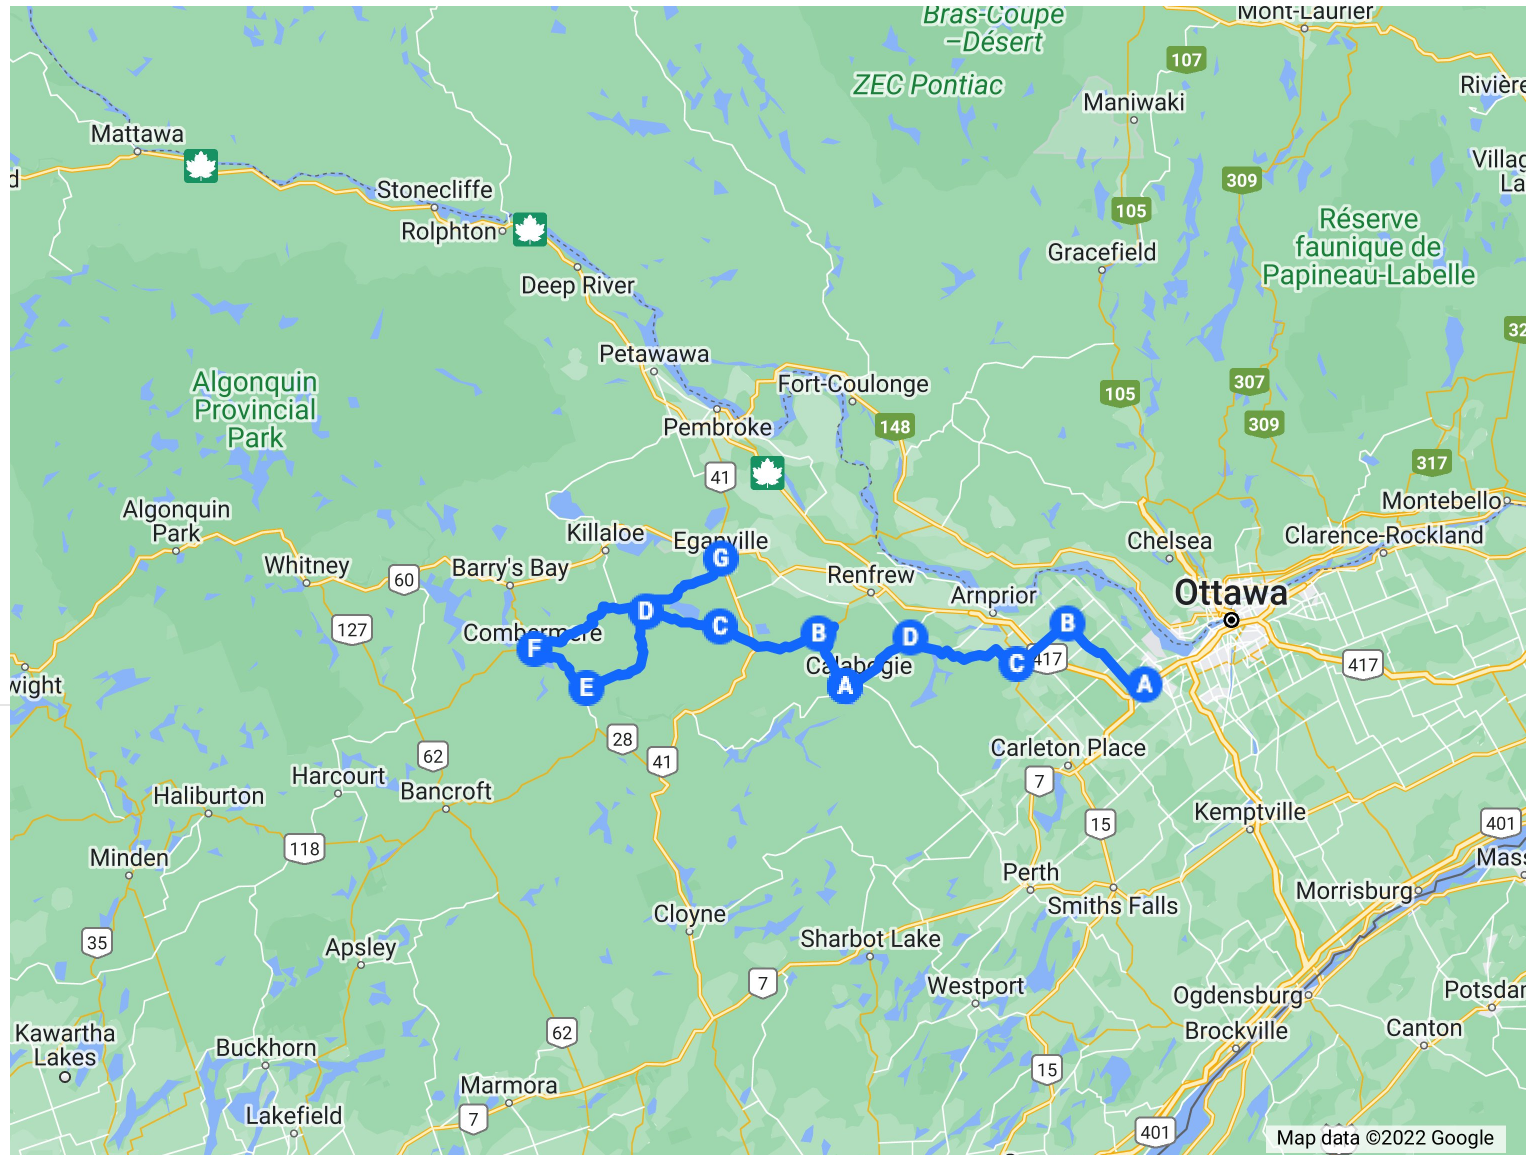 Bras-Coupe
–Désert
Mont-Laurier
107
ZEC Pontiac
Rivière
Maniwaki
Mattawa
309
Villag
La
d
Stonecliffe
105
Réserve
faunique de
Papineau-Labelle
Rolphton
Gracefield
Deep River
32
Petawawa
Algonquin
Provincial
Park
Fort-Coulonge
307
105
309
Pembroke
148
41
317
Montebello
Algonquin
Park
Killaloe
Eganville
Chelsea
Clarence-Rockland
G
Whitney
60
Barry's Bay
Renfrew
Arnprior
Ottawa
D
127
Combermere
C
B
D
B
F
Calabogie
C
417
417
wight
E
A
A
28
Carleton Place
62
41
Harcourt
7
Haliburton
Bancroft
Kemptville
15
401
118
Minden
Mass
Perth
Morrisburg
Smiths Falls
Cloyne
35
Apsley
Sharbot Lake
7
Westport
Ogdensburg
Potsdan
Kawartha
Lakes
Buckhorn
62
Brockville
Canton
15
Marmora
7
Lakefield
401
Map data ©2022 Google